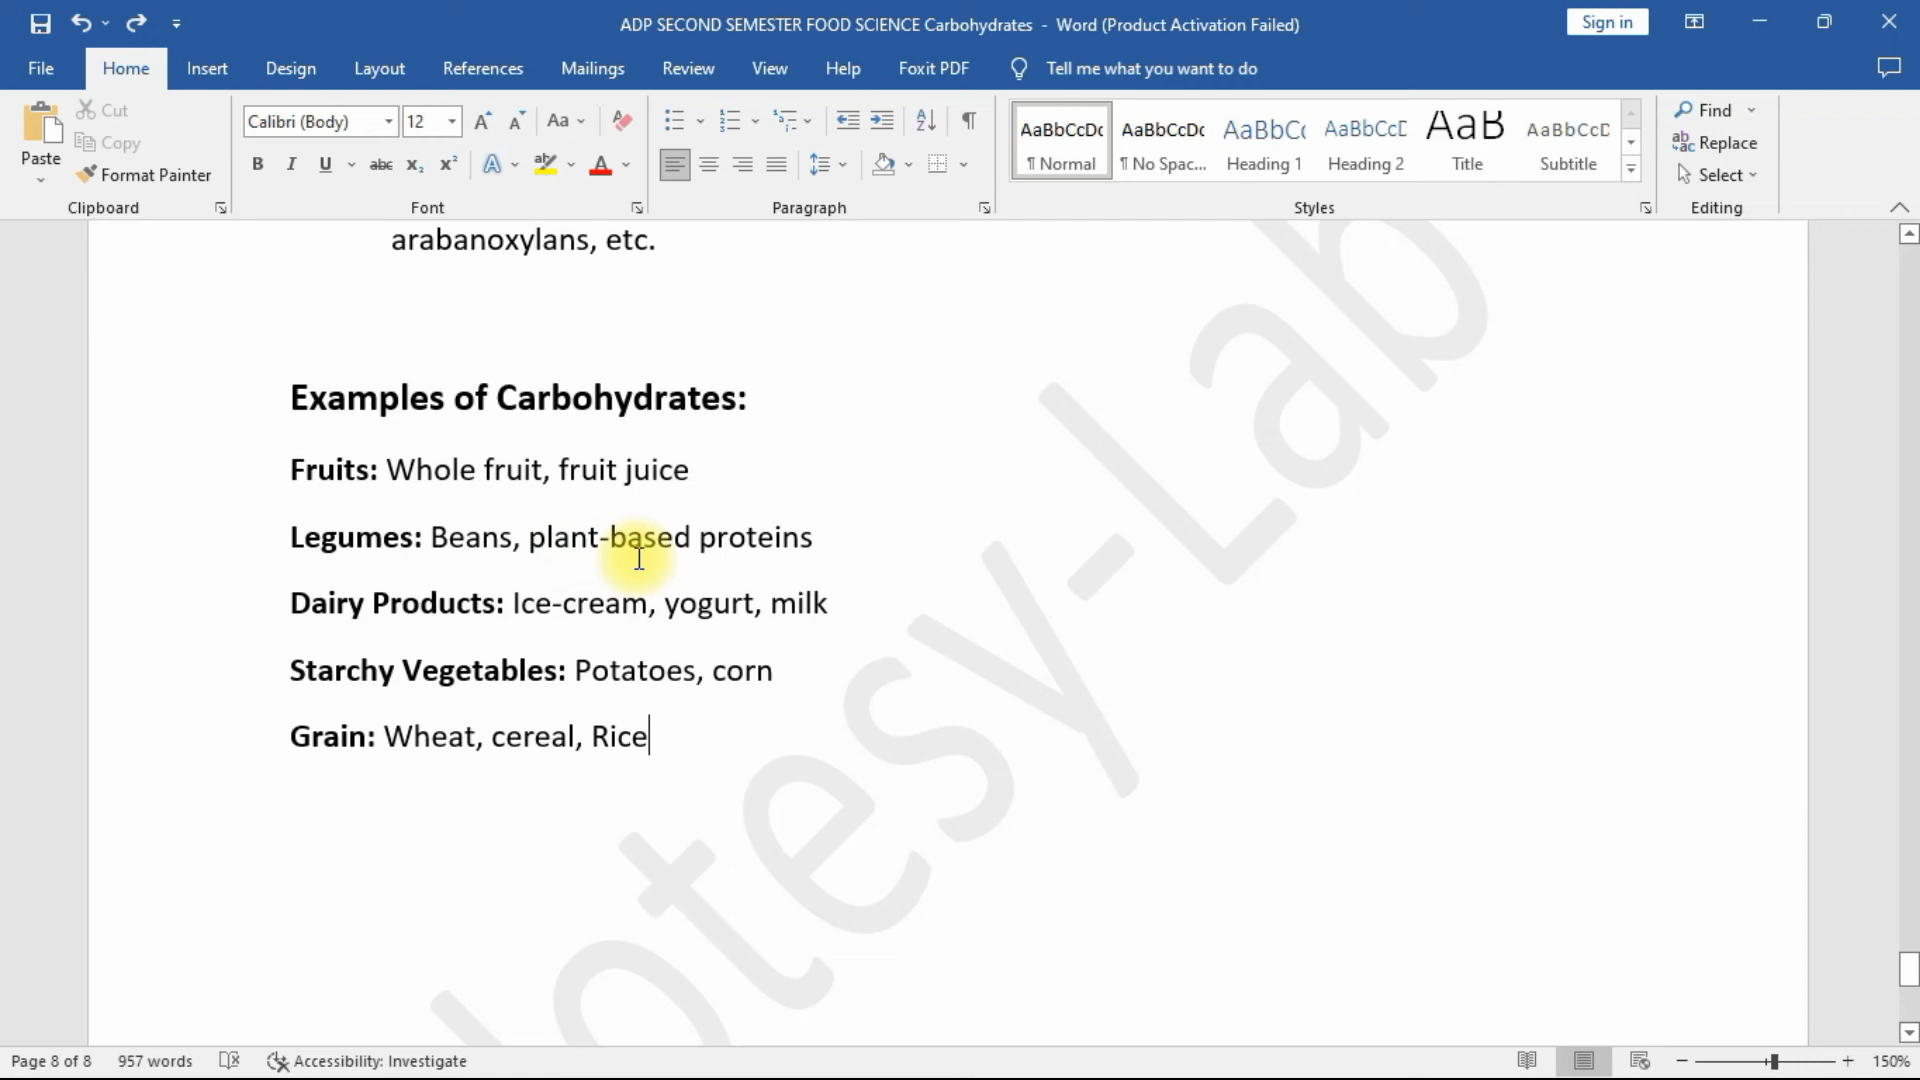 ADP SECOND SEMESTER FOOD SCIENCE Carbohydrates - Word (Product Activation Failed)
Sign in
File Home Insert Design Layout References Mailings Review View Help Foxit PDF Tell me what you want to do
Paste
Cut
Copy
Format Painter
Clipboard
Calibri (Body) 12
Font
Paragraph
AaBbCcDc ¶ Normal
AaBbCcDc ¶ No Spac...
AaBbCc Heading 1
AaBbCcD Heading 2
AaB Title
AaBbCcD Subtitle
Styles
Find
Replace
Select
Editing
arabanoxylans, etc.
Examples of Carbohydrates:
Fruits: Whole fruit, fruit juice
Legumes: Beans, plant-based proteins
Dairy Products: Ice-cream, yogurt, milk
Starchy Vegetables: Potatoes, corn
Grain: Wheat, cereal, Rice
otesy-Lab
Page 8 of 8 957 words Accessibility: Investigate 150%